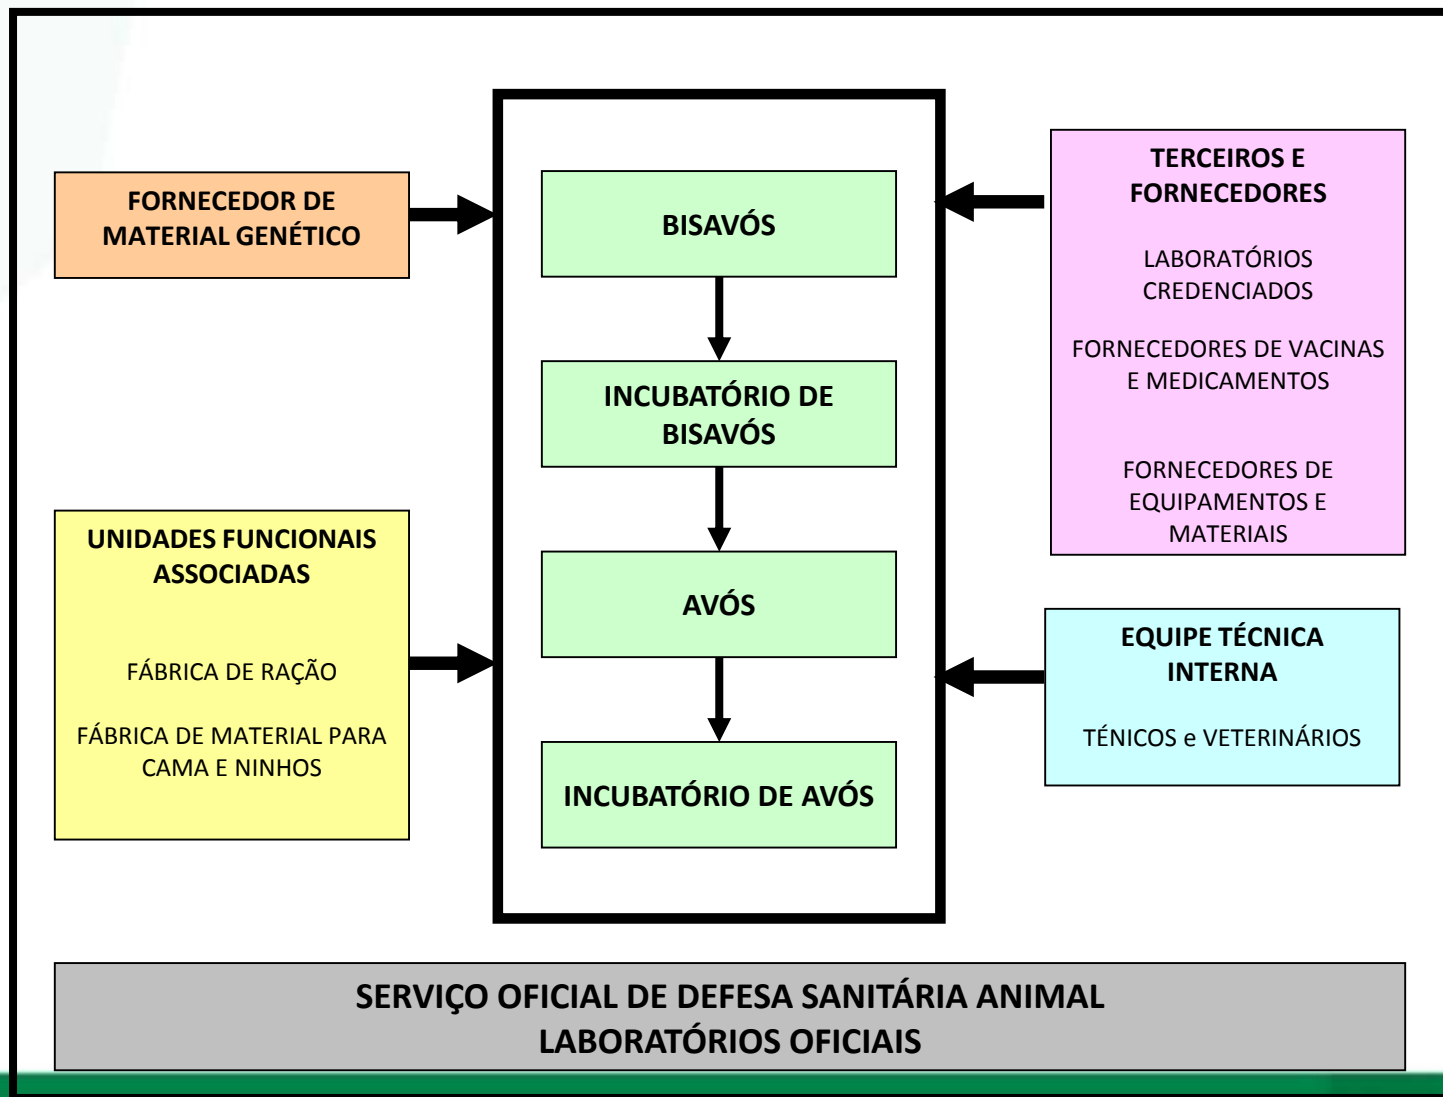 FORNECEDOR DE
MATERIAL GENÉTICO
UNIDADES FUNCIONAIS
ASSOCIADAS
FÁBRICA DE RAÇÃO
FÁBRICA DE MATERIAL PARA
CAMA E NINHOS
BISAVÓS
INCUBATÓRIO DE
BISAVÓS
AVÓS
INCUBATÓRIO DE AVÓS
TERCEIROS E
FORNECEDORES
LABORATÓRIOS
CREDENCIADOS
FORNECEDORES DE VACINAS
E MEDICAMENTOS
FORNECEDORES DE
EQUIPAMENTOS E
MATERIAIS
EQUIPE TÉCNICA
INTERNA
TÉNICOS e VETERINÁRIOS
SERVIÇO OFICIAL DE DEFESA SANITÁRIA ANIMAL
LABORATÓRIOS OFICIAIS